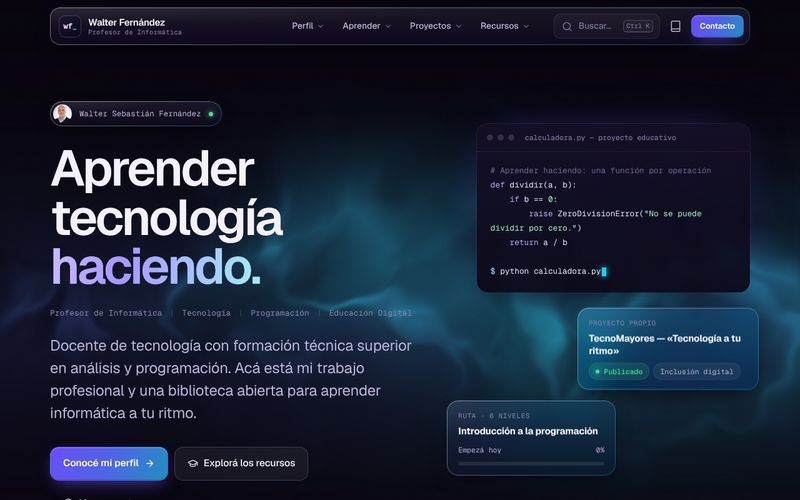 wf_
Walter Fernández
Profesor de Informática
Perfil
Aprender
Proyectos
Recursos
Buscar...
Ctrl K
Contacto
Walter Sebastián Fernández
Aprender
tecnología
haciendo.
Profesor de Informática | Tecnología | Programación | Educación Digital
Docente de tecnología con formación técnica superior
en análisis y programación. Acá está mi trabajo
profesional y una biblioteca abierta para aprender
informática a tu ritmo.
Conocé mi perfil →
Explorá los recursos
calculadora.py — proyecto educativo
# Aprender haciendo: una función por operación
def dividir(a, b):
if b == 0:
raise ZeroDivisionError("No se puede
dividir por cero.")
return a / b
$ python calculadora.py
PROYECTO PROPIO
TecnoMayores — «Tecnología a tu
ritmo»
Publicado
Inclusión digital
RUTA · 6 NIVELES
Introducción a la programación
Empezá hoy
0%